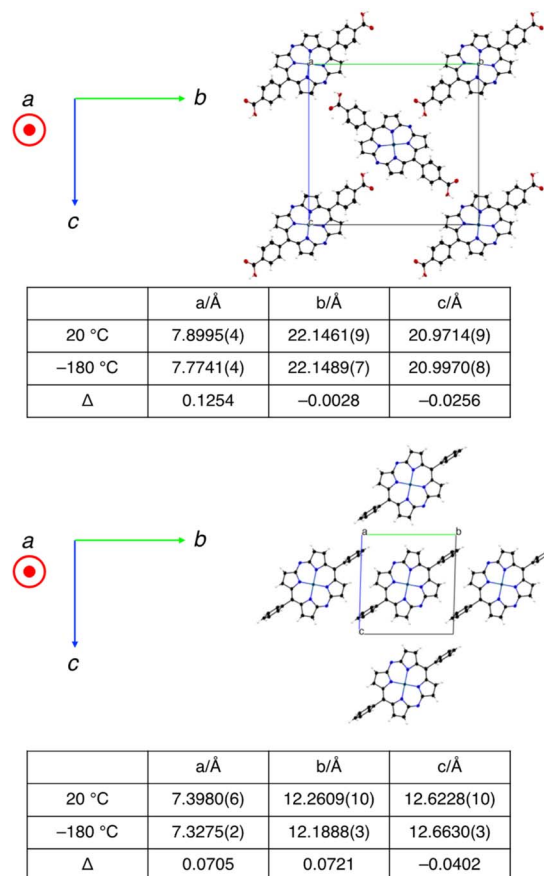 a
b
a
b
c
c
a/Å b/Å c/Å
20 °C 7.8995(4) 22.1461(9) 20.9714(9)
–180 °C 7.7741(4) 22.1489(7) 20.9970(8)
Δ 0.1254 –0.0028 –0.0256
a
b
a
b
c
c
a/Å b/Å c/Å
20 °C 7.3980(6) 12.2609(10) 12.6228(10)
–180 °C 7.3275(2) 12.1888(3) 12.6630(3)
Δ 0.0705 0.0721 –0.0402